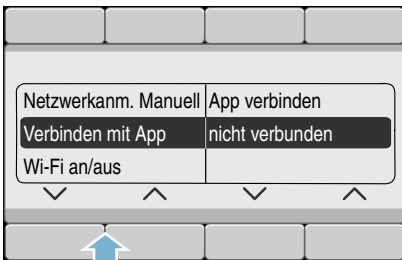 Netzwerkanm. Manuell App verbinden
Verbinden mit App nicht verbunden
Wi-Fi an/aus